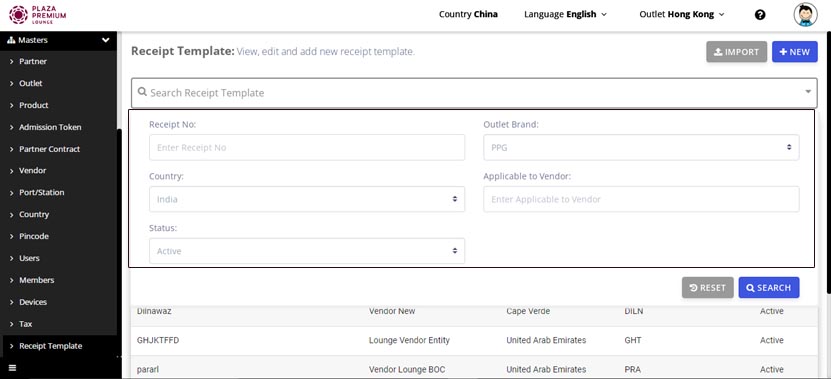 PLAZA
PREMIUM
LOUNGE
Country China
Language English
Outlet Hong Kong
Masters
Partner
Outlet
Product
Admission Token
Partner Contract
Vendor
Port/Station
Country
Pincode
Users
Members
Devices
Tax
Receipt Template
Receipt Template: View, edit and add new receipt template.
IMPORT
NEW
Search Receipt Template
Receipt No:
Outlet Brand:
Enter Receipt No
PPG
Country:
Applicable to Vendor:
India
Enter Applicable to Vendor
Status:
Active
RESET
SEARCH
Dilnawaz Vendor New Cape Verde DILN Active
GHJKTFFD Lounge Vendor Entity United Arab Emirates GHT Active
pararl Vendor Lounge BOC United Arab Emirates PRA Active